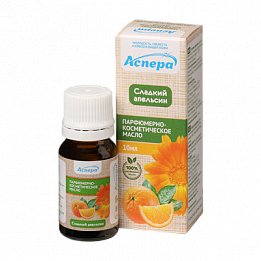 Аспера
Сладкий
апельсин
ПАРФЮМЕРНО-
КОСМЕТИЧЕСКОЕ
МАСЛО
10мл
100%
Аспера
ПАРФЮМЕРНО-
КОСМЕТИЧЕСКОЕ
МАСЛО
Сладкий апельсин